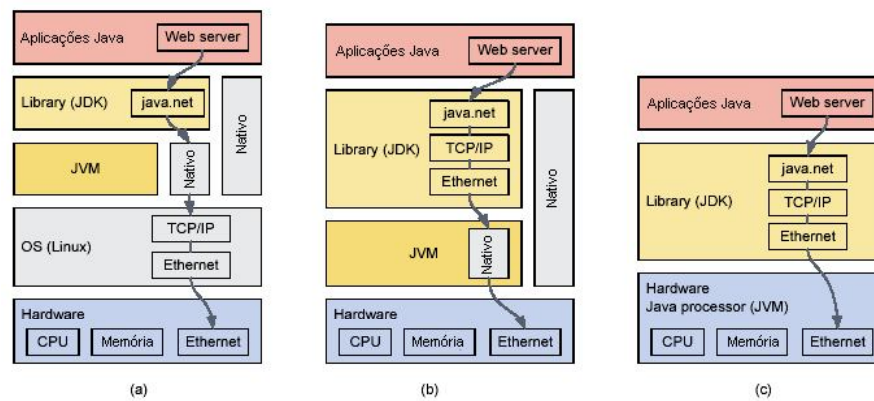 Aplicações Java
Web server
Library (JDK)
java.net
Nativo
JVM
Nativo
OS (Linux)
TCP/IP
Ethernet
Hardware
CPU
Memória
Ethernet
(a)
Aplicações Java
Web server
Library (JDK)
java.net
TCP/IP
Ethernet
Nativo
JVM
Nativo
Hardware
CPU
Memória
Ethernet
(b)
Aplicações Java
Web server
Library (JDK)
java.net
TCP/IP
Ethernet
Hardware
Java processor (JVM)
CPU
Memória
Ethernet
(c)